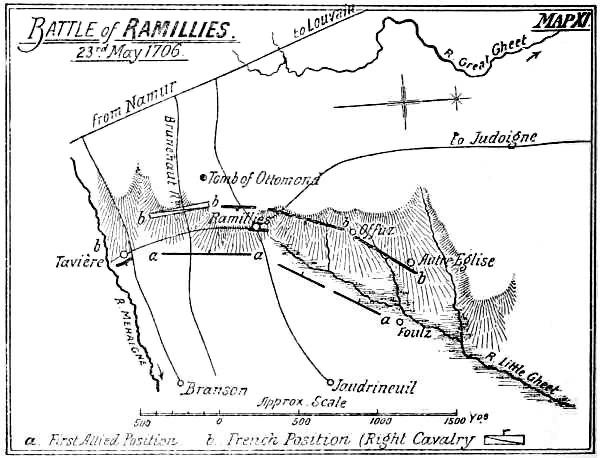 BATTLE OF RAMILLIES.
23rd MAY 1706.
MAP XI
to Louvain
R. Great Gheet
from Namur
Brunehaut Rd
to Judoigne
Tomb of Ottomond
b
b
b
Ramillies
Offuz
b
b
Tavière
a
a
Autre Eglise
b
a
Foulz
R. MEHAIGNE
R. Little Gheet
Branson
Jaudrineuil
Approx. Scale
500 0 500 1000 1500 Yds
a. First Allied Position b. French Position (Right Cavalry